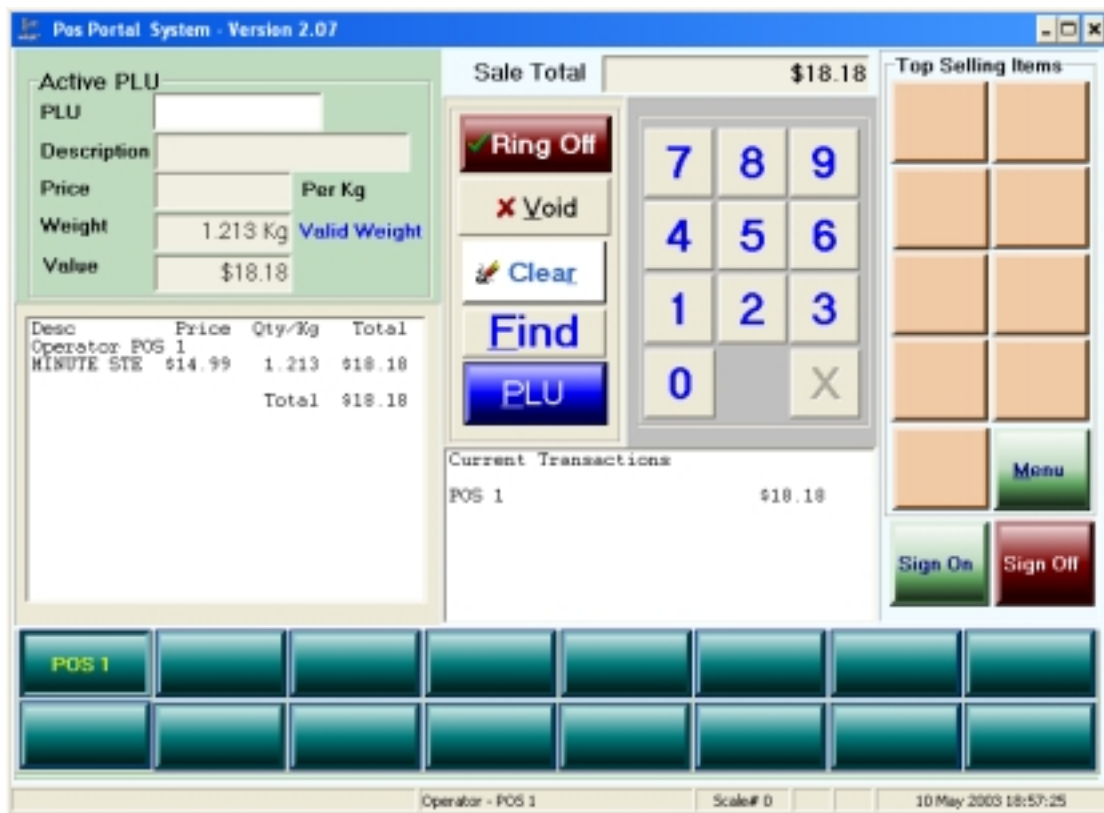 Pos Portal System - Version 2.07
Active PLU
PLU
Description
Price Per Kg
Weight 1.213 Kg Valid Weight
Value $18.18
Desc Price Qty/Kg Total
Operator POS 1
MINUTE STE $14.99 1.213 $18.18
Total $18.18
Sale Total $18.18
Ring Off
Void
Clear
Find
PLU
7 8 9
4 5 6
1 2 3
0 X
Current Transactions
POS 1 $18.18
Top Selling Items
Menu
Sign On Sign Off
POS 1
Operator - POS 1 Scale# 0 10 May 2003 18:57:25